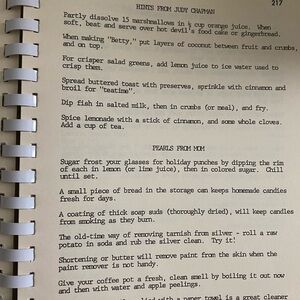 217
HINTS FROM JUDY CHAPMAN
Partly dissolve 15 marshmallows in ½ cup orange juice. When
soft, beat and serve over hot devil's food cake or gingerbread.
When making "Betty," put layers of coconut between fruit and crumbs,
and on top.
For crisper salad greens, add lemon juice to ice water used to
crisp them.
Spread buttered toast with preserves, sprinkle with cinnamon and
broil for "teatime".
Dip fish in salted milk, then in crumbs (or meal), and fry.
Spice lemonade with a stick of cinnamon, and some whole cloves.
Add a cup of tea.
PEARLS FROM MOM
Sugar frost your glasses for holiday punches by dipping the rim
of each in lemon (or lime juice), then in colored sugar. Chill
until set.
A small piece of bread in the storage can keeps homemade candies
fresh for days.
A coating of thick soap suds (thoroughly dried), will keep candles
from smoking as they burn.
The old-time way of removing tarnish from silver - roll a raw
potato in soda and rub the silver clean. Try it!
Shortening or butter will remove paint from the skin when the
paint remover is not handy.
Give your coffee pot a fresh, clean smell by boiling it out now
and then with water and apple peelings.
with a paper towel is a great cleaner